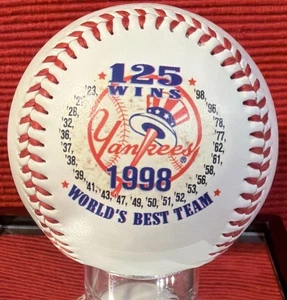 125
WINS
'23, '27, '28, '32, '36, '37, '38, '39, '41, '43, '47, '49, '50, '51, '52, '53, '56, '58, '61, '62, '77, '78, '96, '98,
Yankees
®
1998
★ WORLD'S BEST TEAM ★